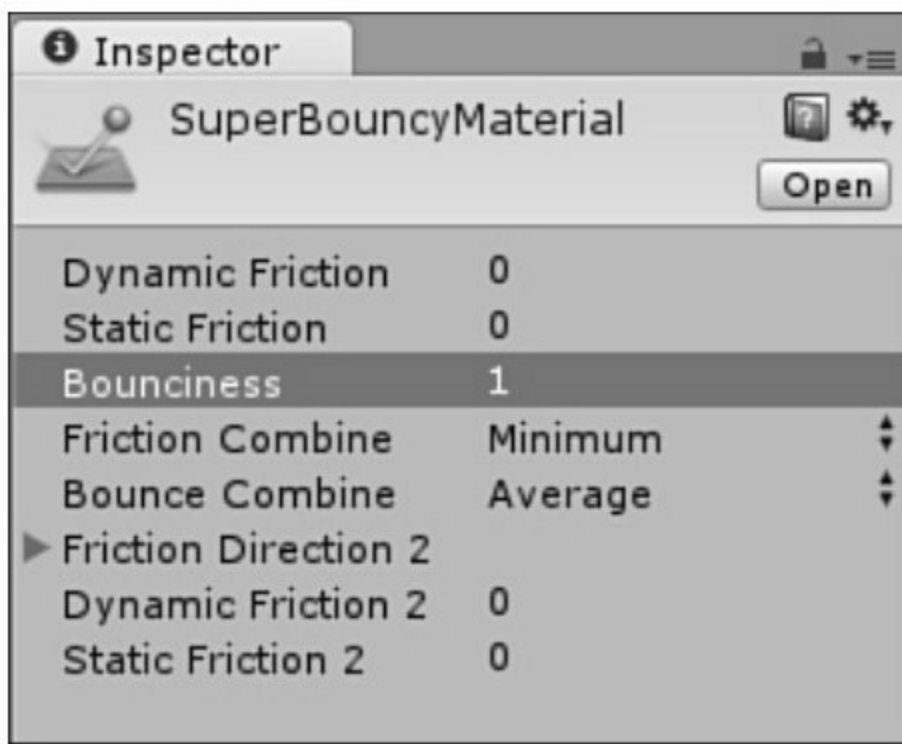 Inspector
SuperBouncyMaterial
Open
Dynamic Friction 0
Static Friction 0
Bounciness 1
Friction Combine Minimum
Bounce Combine Average
Friction Direction 2
Dynamic Friction 2 0
Static Friction 2 0